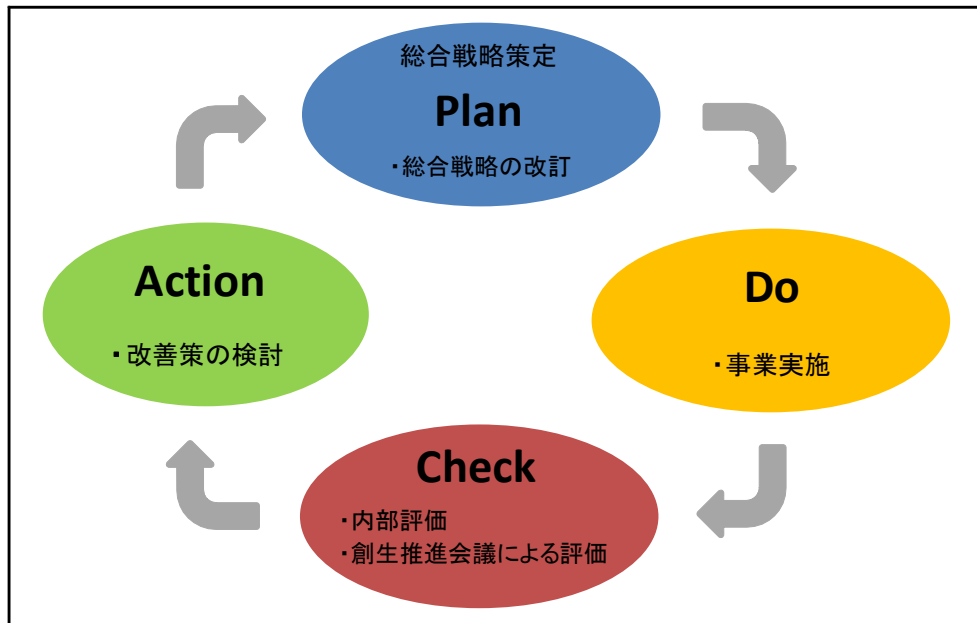 総合戦略策定
Plan
・総合戦略の改訂
Do
・事業実施
Check
・内部評価
・創生推進会議による評価
Action
・改善策の検討